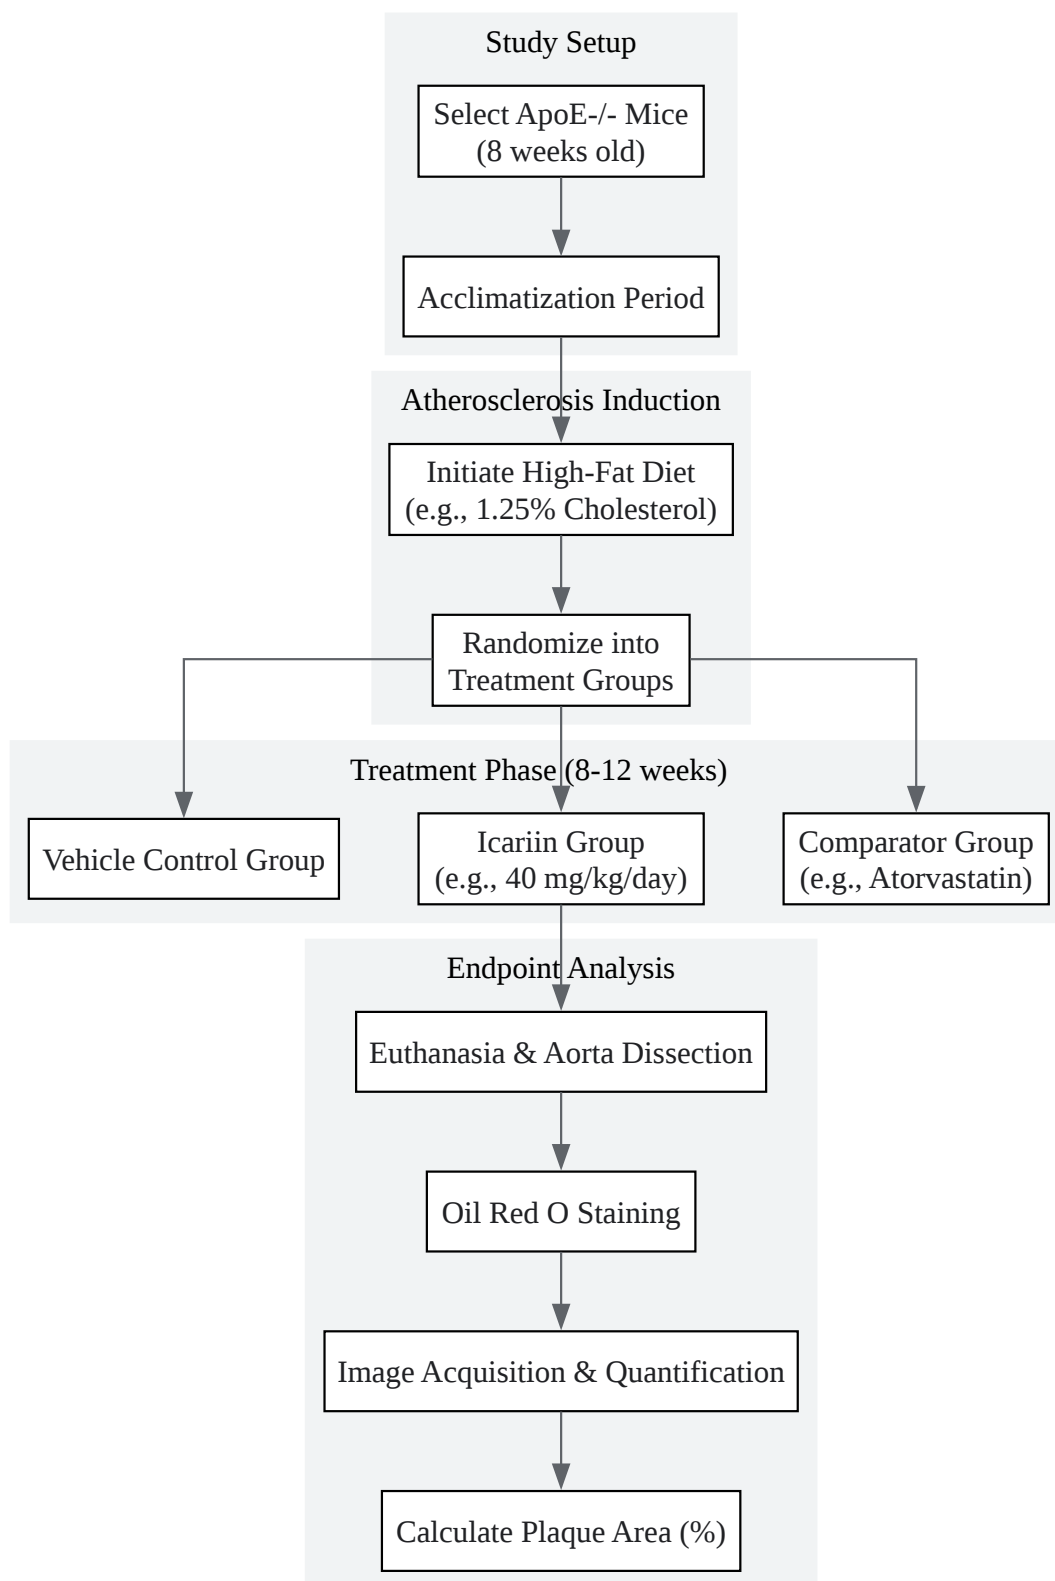 Study Setup
Select ApoE-/- Mice
(8 weeks old)
Acclimatization Period
Atherosclerosis Induction
Initiate High-Fat Diet
(e.g., 1.25% Cholesterol)
Randomize into
Treatment Groups
Treatment Phase (8-12 weeks)
Vehicle Control Group
Icariin Group
(e.g., 40 mg/kg/day)
Comparator Group
(e.g., Atorvastatin)
Endpoint Analysis
Euthanasia & Aorta Dissection
Oil Red O Staining
Image Acquisition & Quantification
Calculate Plaque Area (%)